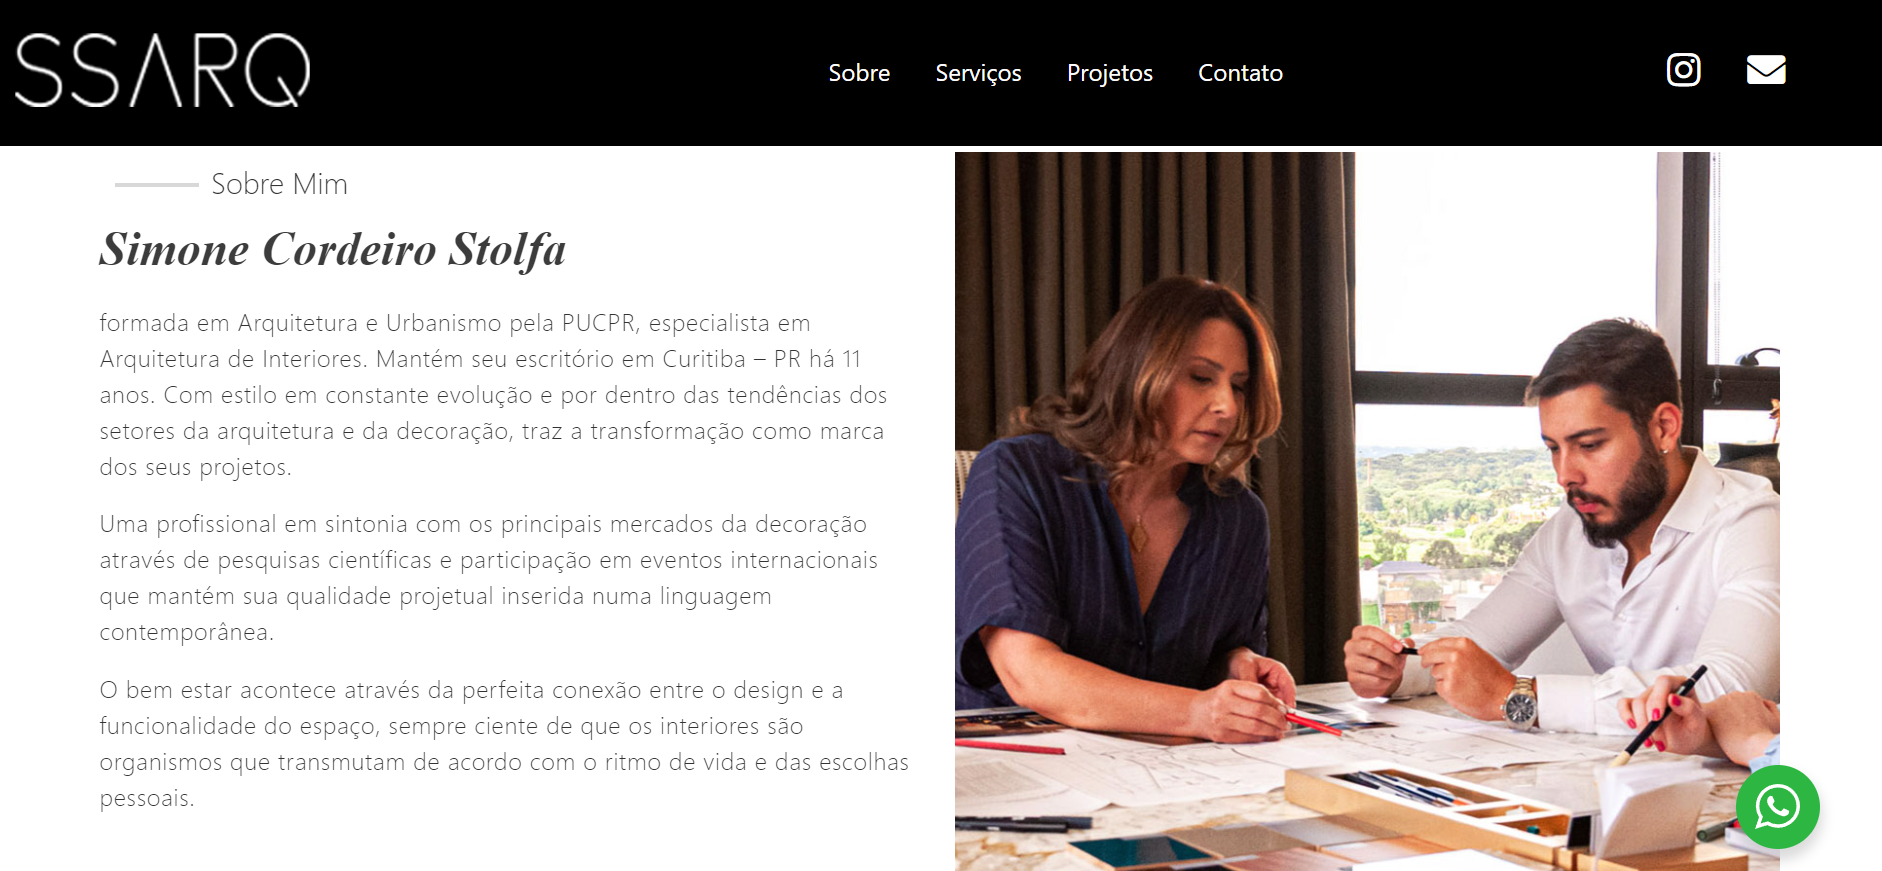 SSARQ
Sobre Serviços Projetos Contato
Sobre Mim
Simone Cordeiro Stolfa
formada em Arquitetura e Urbanismo pela PUCPR, especialista em
Arquitetura de Interiores. Mantém seu escritório em Curitiba – PR há 11
anos. Com estilo em constante evolução e por dentro das tendências dos
setores da arquitetura e da decoração, traz a transformação como marca
dos seus projetos.
Uma profissional em sintonia com os principais mercados da decoração
através de pesquisas científicas e participação em eventos internacionais
que mantém sua qualidade projetual inserida numa linguagem
contemporânea.
O bem estar acontece através da perfeita conexão entre o design e a
funcionalidade do espaço, sempre ciente de que os interiores são
organismos que transmutam de acordo com o ritmo de vida e das escolhas
pessoais.